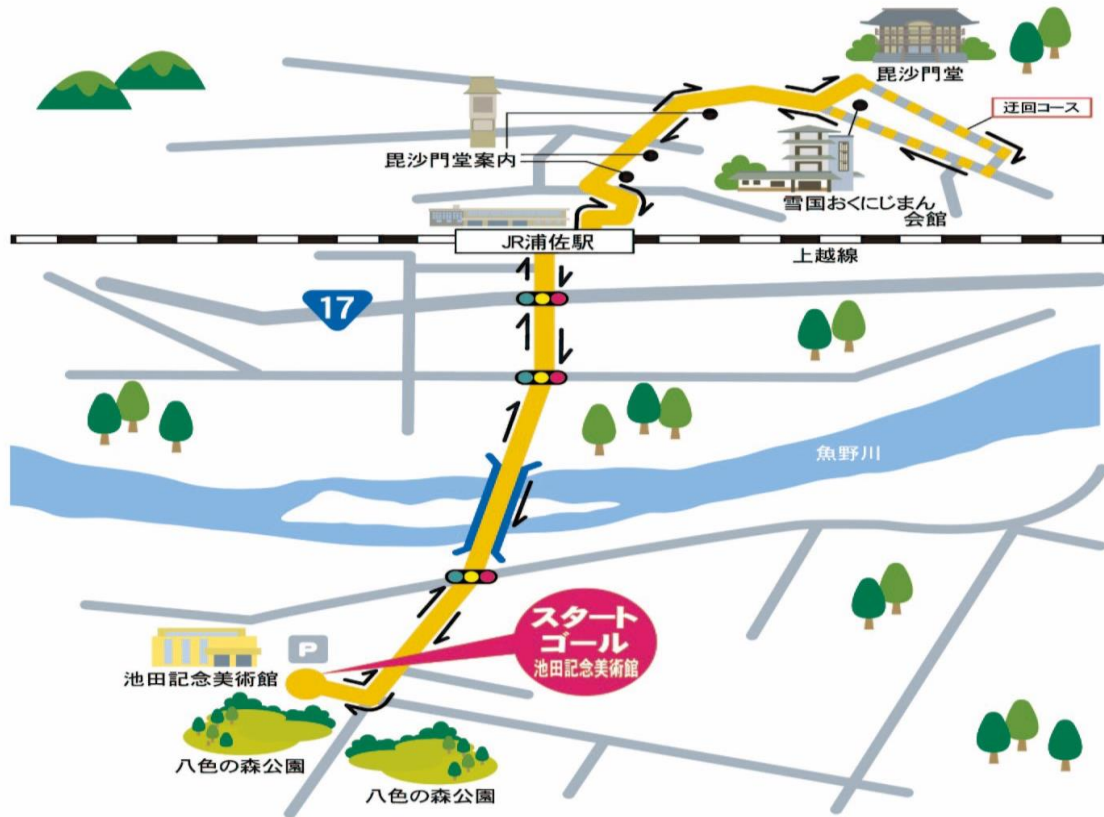 毘沙門堂
迂回コース
毘沙門堂案内
雪国おくにじまん
会館
JR浦佐駅
上越線
17
魚野川
スタート
ゴール
池田記念美術館
P
池田記念美術館
八色の森公園
八色の森公園